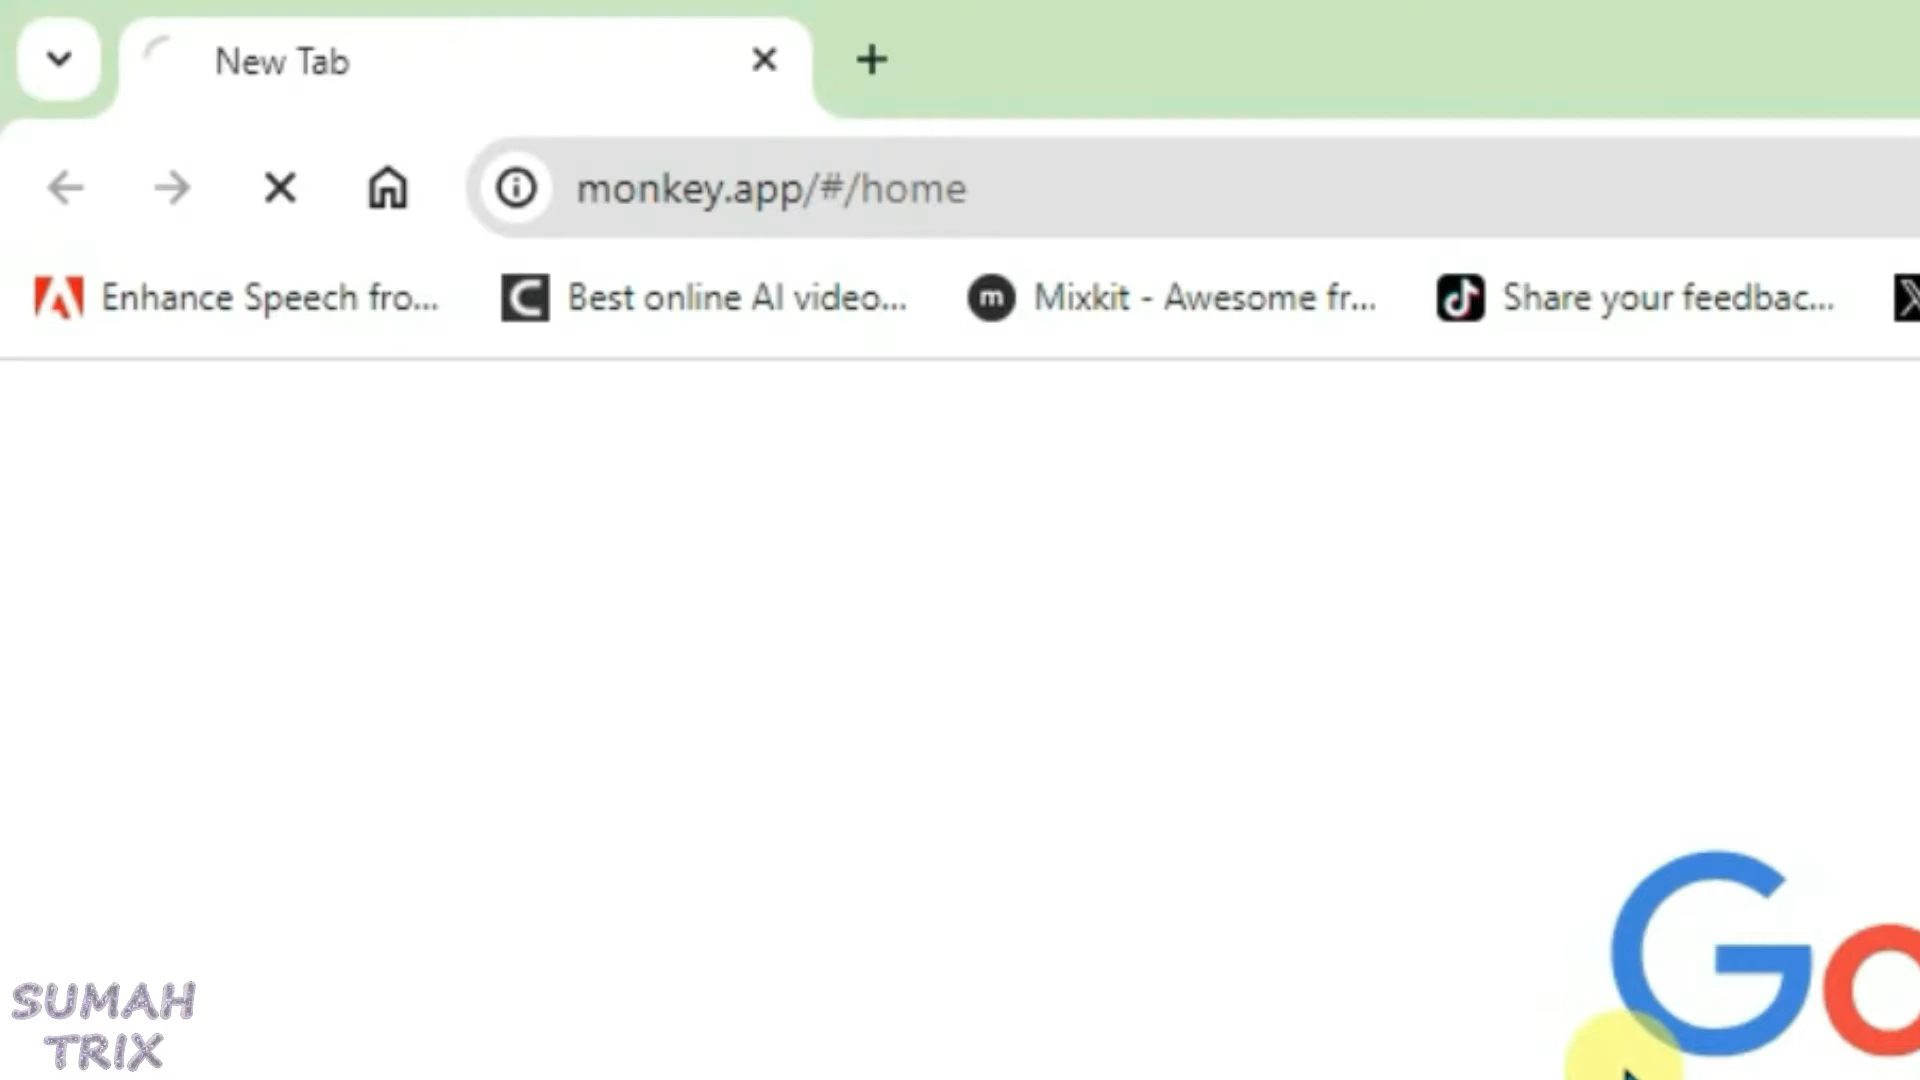 New Tab
monkey.app/#/home
Enhance Speech fro...
Best online AI video...
Mixkit - Awesome fr...
Share your feedbac...
Go
SUMAH
TRIX